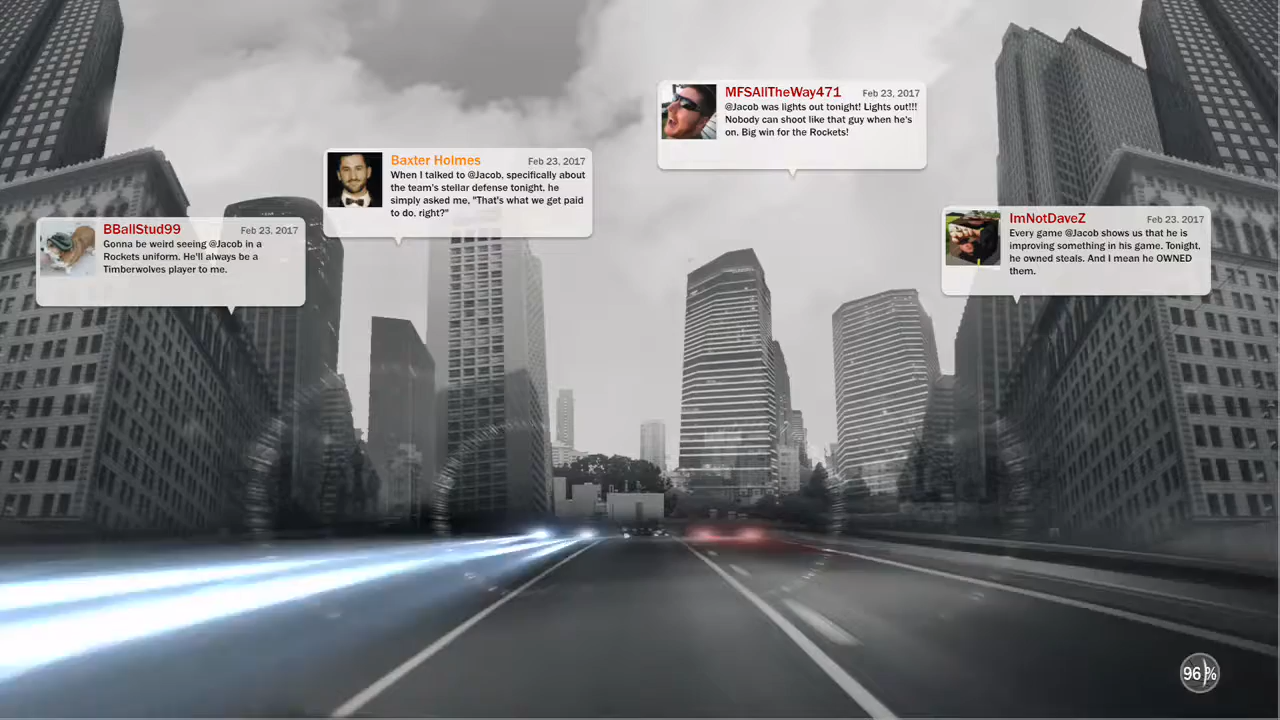 MFSAllTheWay471 Feb 23, 2017
@Jacob was lights out tonight! Lights out!!!
Nobody can shoot like that guy when he's
on. Big win for the Rockets!
Baxter Holmes Feb 23, 2017
When I talked to @Jacob, specifically about
the team's stellar defense tonight, he
simply asked me, "That's what we get paid
to do, right?"
BBallStud99 Feb 23, 2017
Gonna be weird seeing @Jacob in a
Rockets uniform. He'll always be a
Timberwolves player to me.
ImNotDaveZ Feb 23, 2017
Every game @Jacob shows us that he is
improving something in his game. Tonight,
he owned steals. And I mean he OWNED
them.
96%